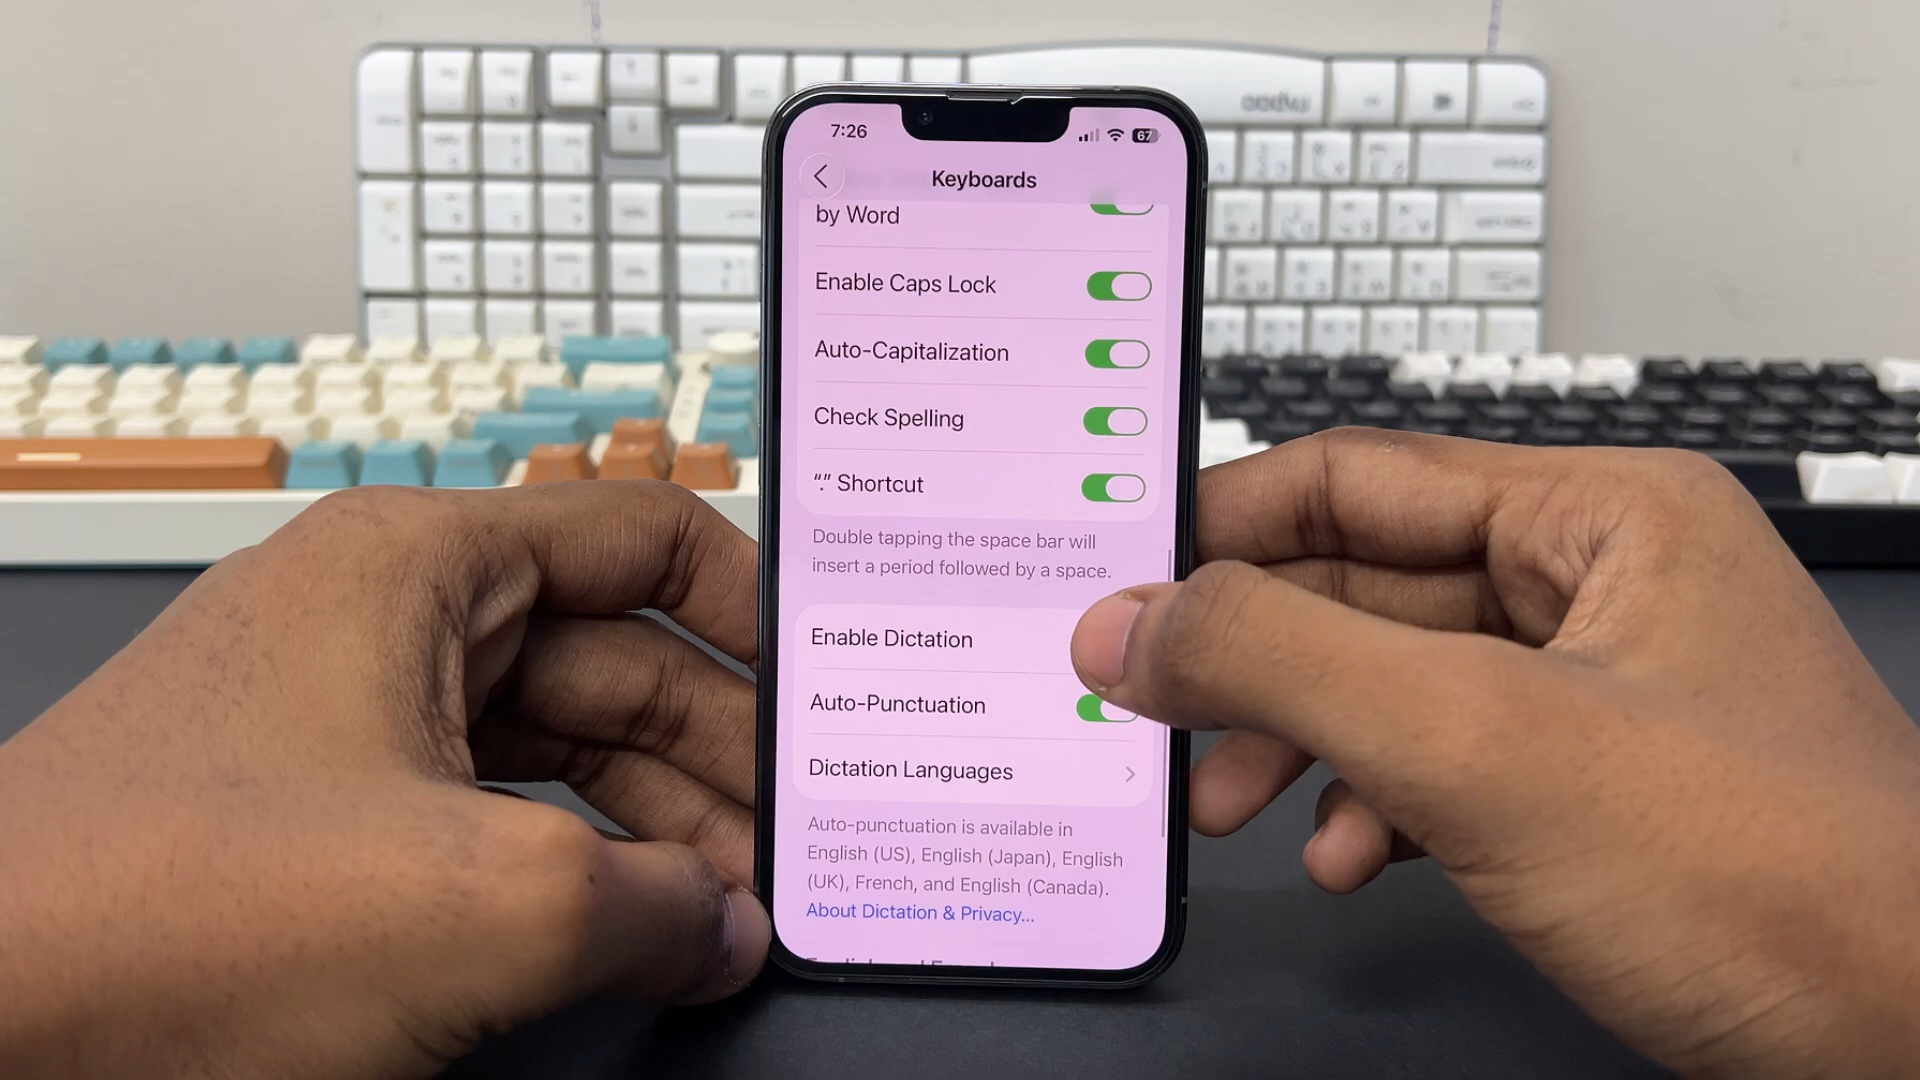 7:26
67
Keyboards
by Word
Enable Caps Lock
Auto-Capitalization
Check Spelling
“.” Shortcut
Double tapping the space bar will
insert a period followed by a space.
Enable Dictation
Auto-Punctuation
Dictation Languages
Auto-punctuation is available in
English (US), English (Japan), English
(UK), French, and English (Canada).
About Dictation & Privacy...